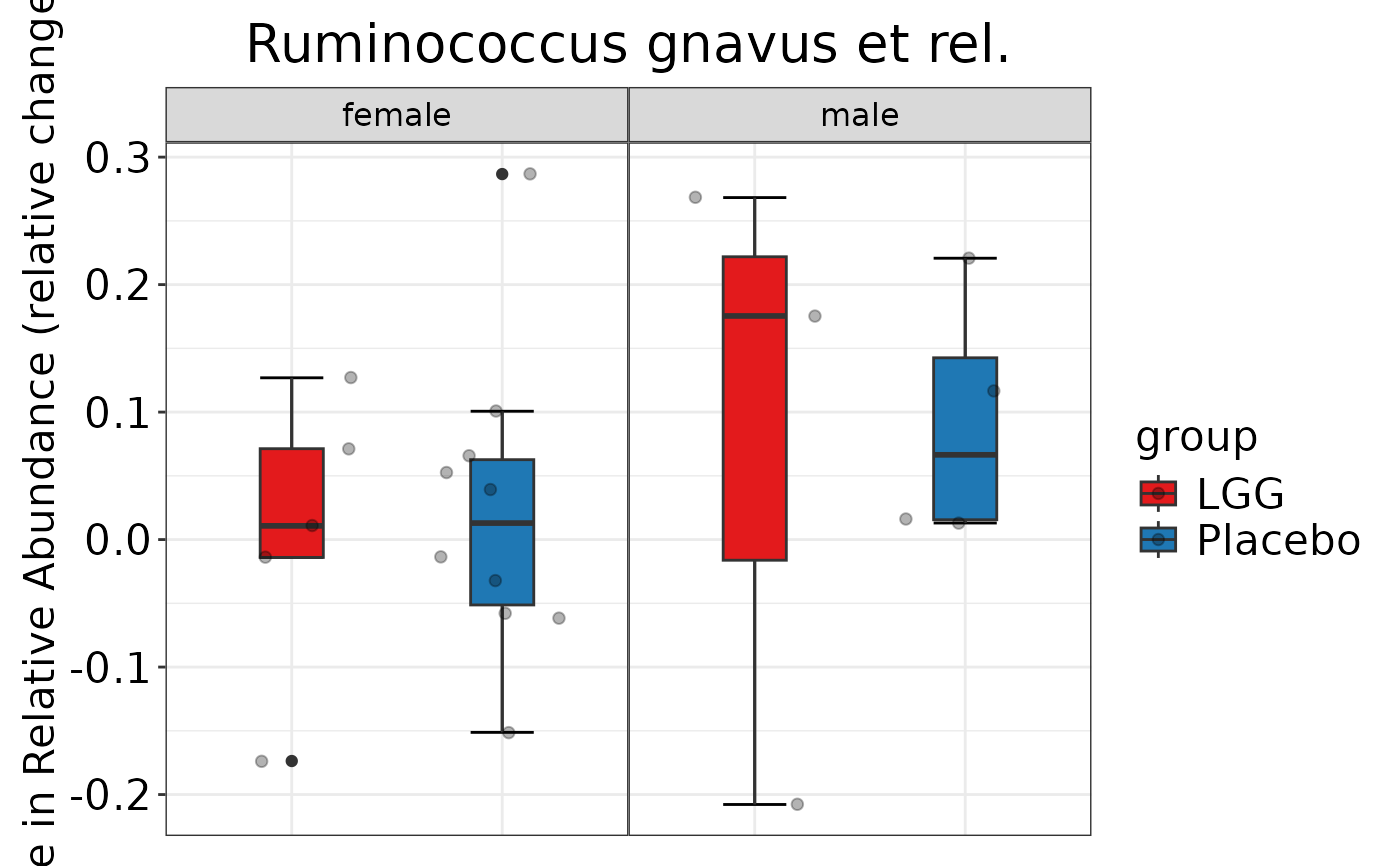 Ruminococcus gnavus et rel.
female
male
e in Relative Abundance (relative change
0.3
0.2
0.1
0.0
-0.1
-0.2
group
LGG
Placebo